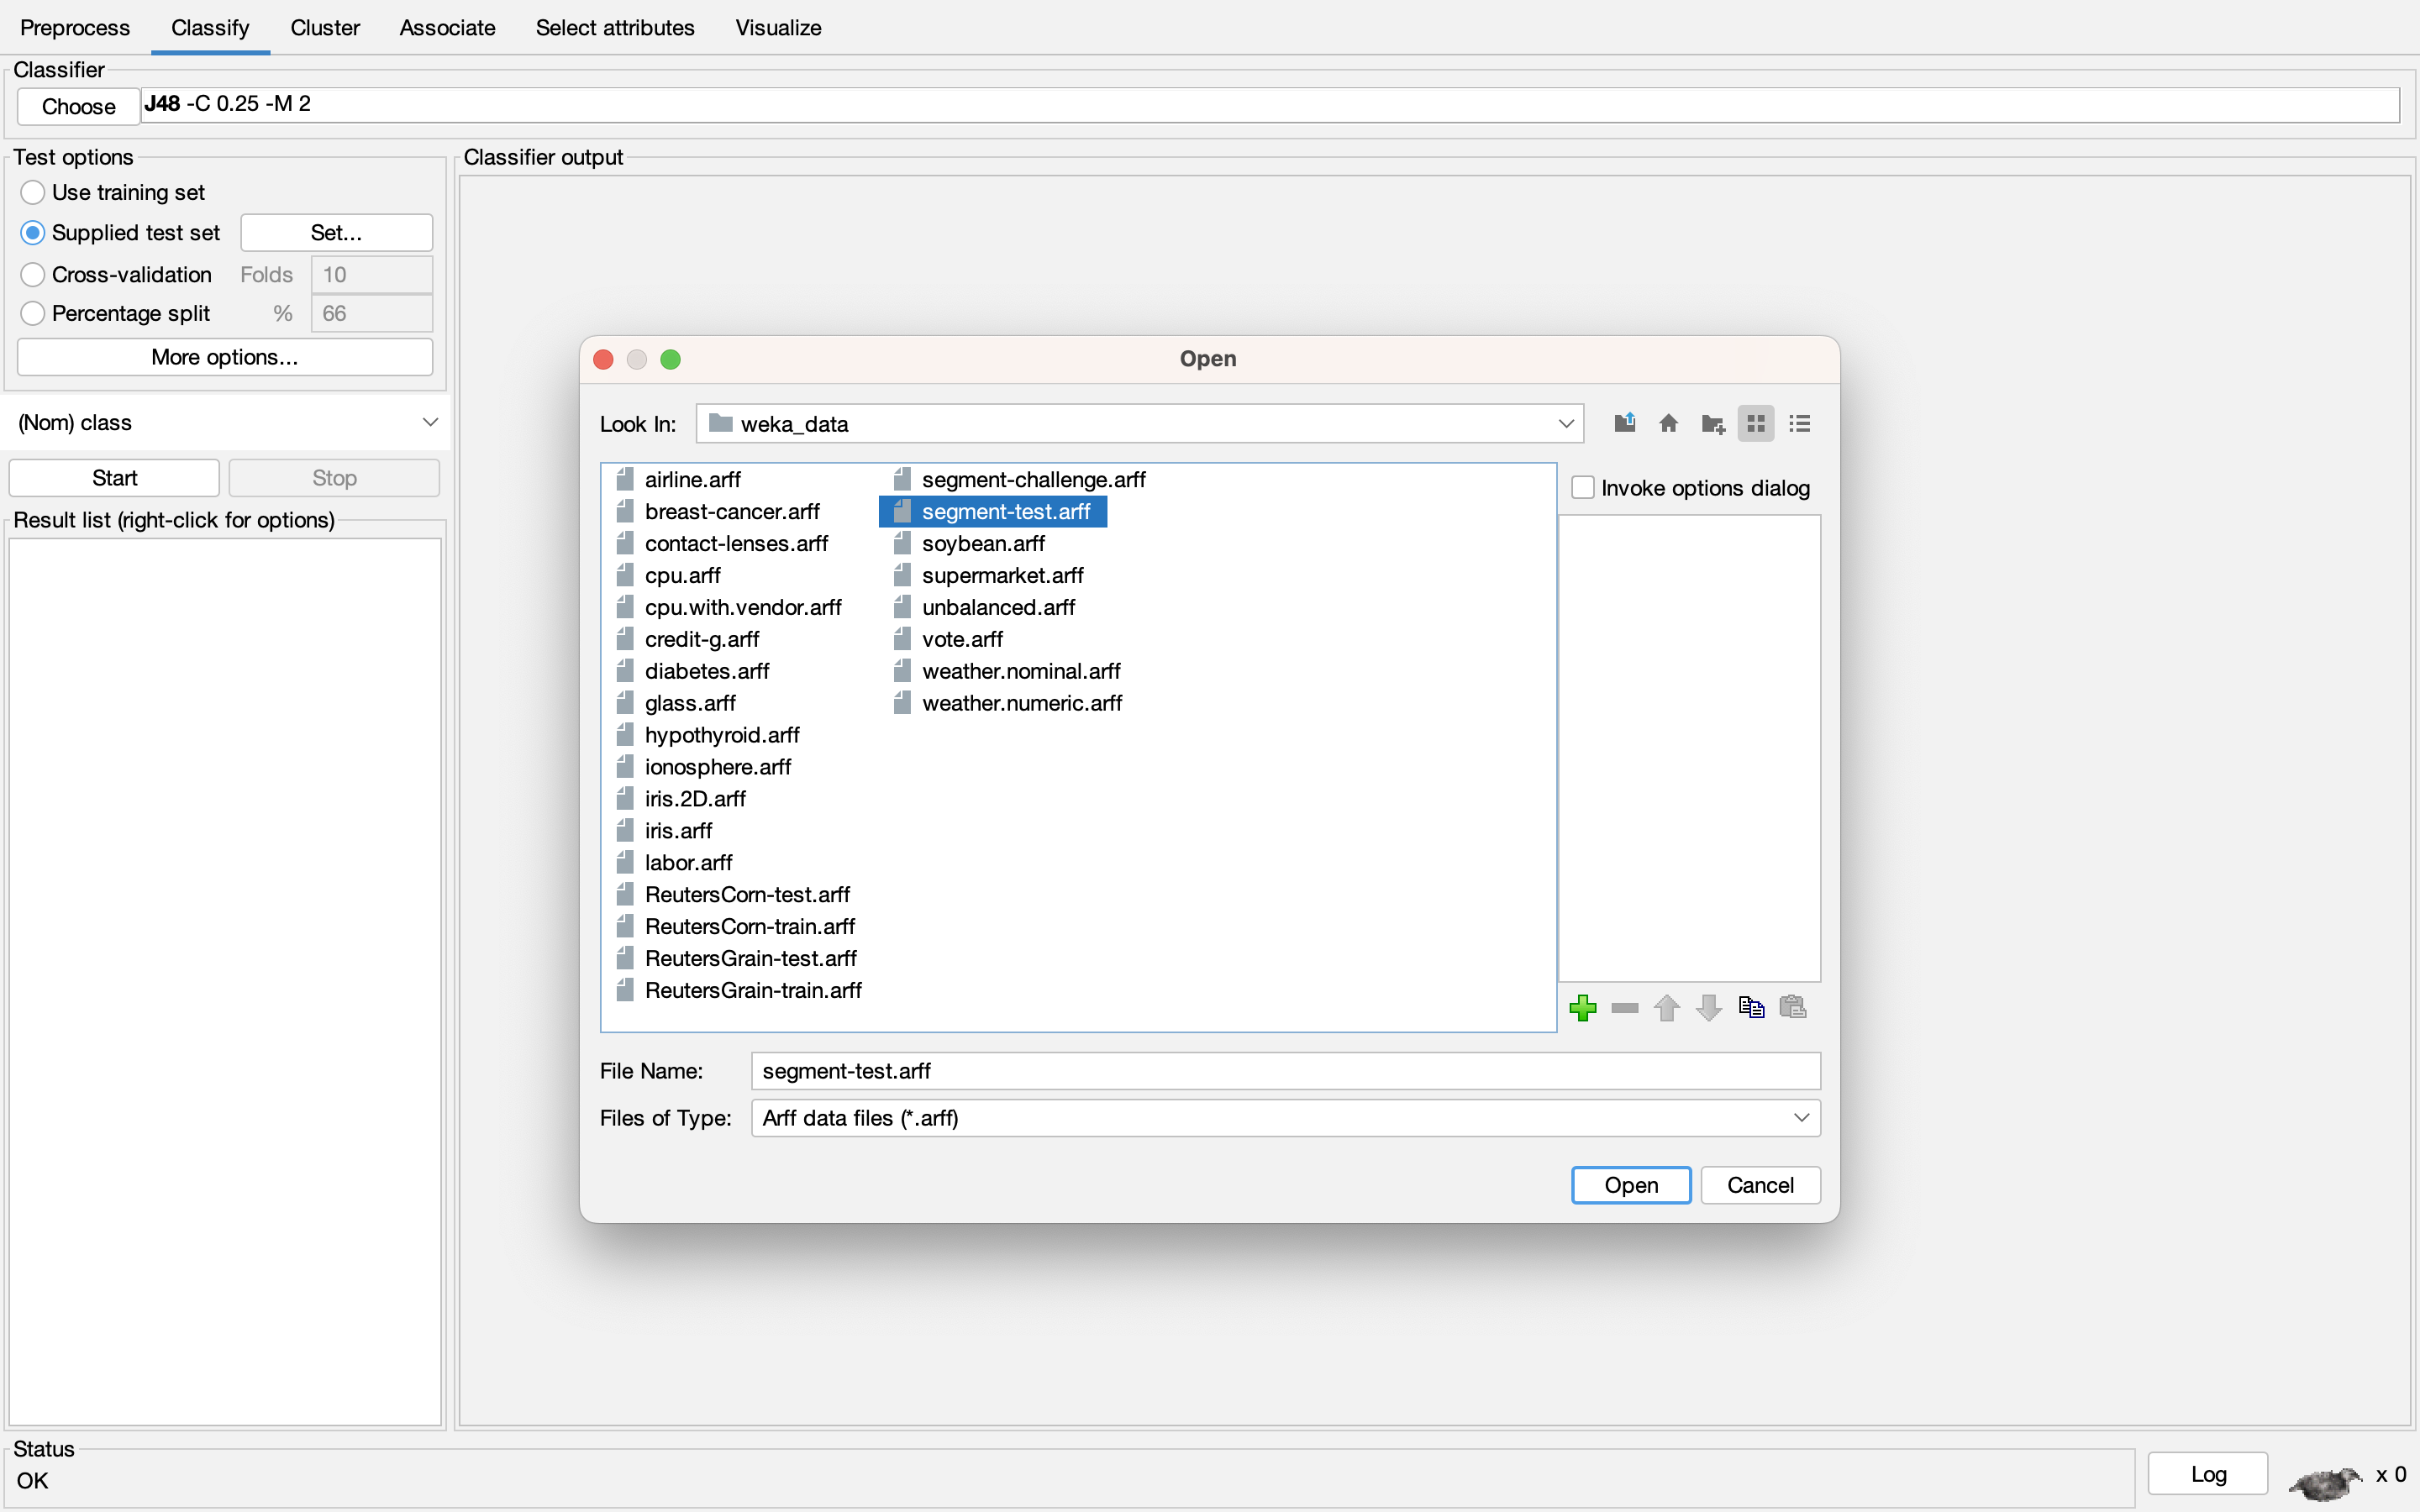 Preprocess Classify Cluster Associate Select attributes Visualize
Classifier
Choose J48 -C 0.25 -M 2
Test options
Use training set
Supplied test set Set...
Cross-validation Folds 10
Percentage split % 66
More options...
(Nom) class
Start Stop
Result list (right-click for options)
Classifier output
Open
Look In: weka_data
airline.arff
breast-cancer.arff
contact-lenses.arff
cpu.arff
cpu.with.vendor.arff
credit-g.arff
diabetes.arff
glass.arff
hypothyroid.arff
ionosphere.arff
iris.2D.arff
iris.arff
labor.arff
ReutersCorn-test.arff
ReutersCorn-train.arff
ReutersGrain-test.arff
ReutersGrain-train.arff
segment-challenge.arff
segment-test.arff
soybean.arff
supermarket.arff
unbalanced.arff
vote.arff
weather.nominal.arff
weather.numeric.arff
Invoke options dialog
File Name: segment-test.arff
Files of Type: Arff data files (*.arff)
Open Cancel
Status
OK
Log x 0